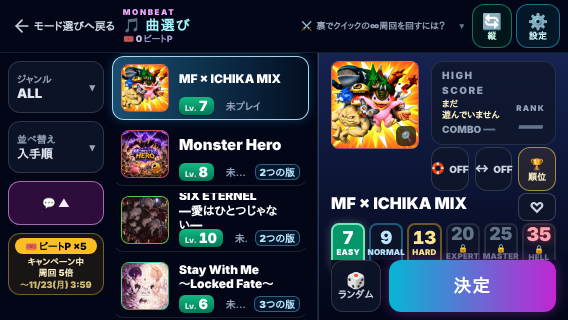 モード選びへ戻る
MONBEAT
曲選び
0 ビートP
裏でクイックの∞周回を回すには?
縦
設定
ジャンル
ALL
並べ替え
入手順
キャンペーン中
ビートP ×5
周回 5倍
〜11/23(月) 3:59
MF × ICHIKA MIX
Lv. 7
未プレイ
Monster Hero
Lv. 8
未…
2つの版
SIX ETERNEL
―愛はひとつじゃな
い―
Lv. 10
未.
2つの版
Stay With Me
〜Locked Fate〜
Lv. 6
未…
3つの版
HIGH
SCORE
まだ
遊んでいません
COMBO —
RANK
—
OFF
OFF
順位
MF × ICHIKA MIX
7
EASY
9
NORMAL
13
HARD
20
EXPERT
25
MASTER
35
HELL
ランダム
決定